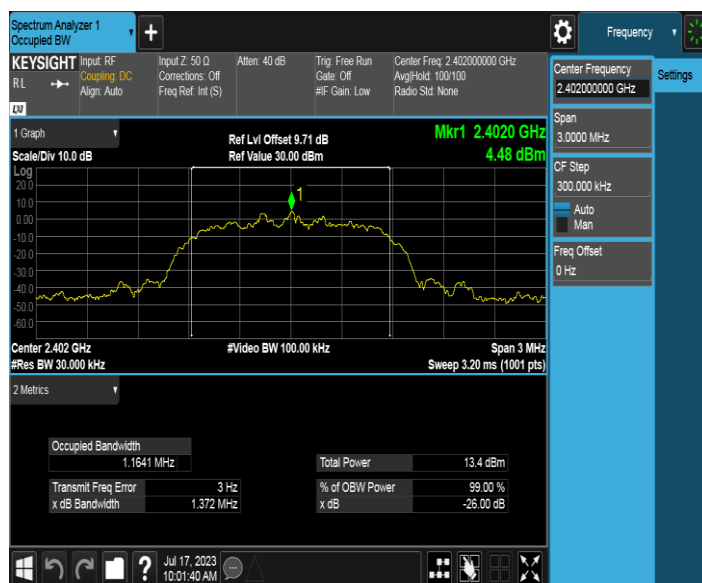 Spectrum Analyzer 1
Occupied BW
+
Frequency
KEYSIGHT
RL
LXI
Input: RF
Coupling: DC
Align: Auto
Input Z: 50 Ω
Corrections: Off
Freq Ref: Int (S)
Atten: 40 dB
Trig: Free Run
Gate: Off
#IF Gain: Low
Center Freq: 2.402000000 GHz
Avg|Hold: 100/100
Radio Std: None
Center Frequency
2.402000000 GHz
Settings
Span
3.0000 MHz
CF Step
300.000 kHz
Auto
Man
Freq Offset
0 Hz
1 Graph
Scale/Div 10.0 dB
Ref Lvl Offset 9.71 dB
Ref Value 30.00 dBm
Mkr1 2.4020 GHz
4.48 dBm
Log
20.0
10.0
0.00
-10.0
-20.0
-30.0
-40.0
-50.0
-60.0
1
Center 2.402 GHz
#Res BW 30.000 kHz
#Video BW 100.00 kHz
Span 3 MHz
Sweep 3.20 ms (1001 pts)
2 Metrics
Occupied Bandwidth
1.1641 MHz
Total Power 13.4 dBm
Transmit Freq Error 3 Hz
% of OBW Power 99.00 %
x dB Bandwidth 1.372 MHz
x dB -26.00 dB
?
Jul 17, 2023
10:01:40 AM